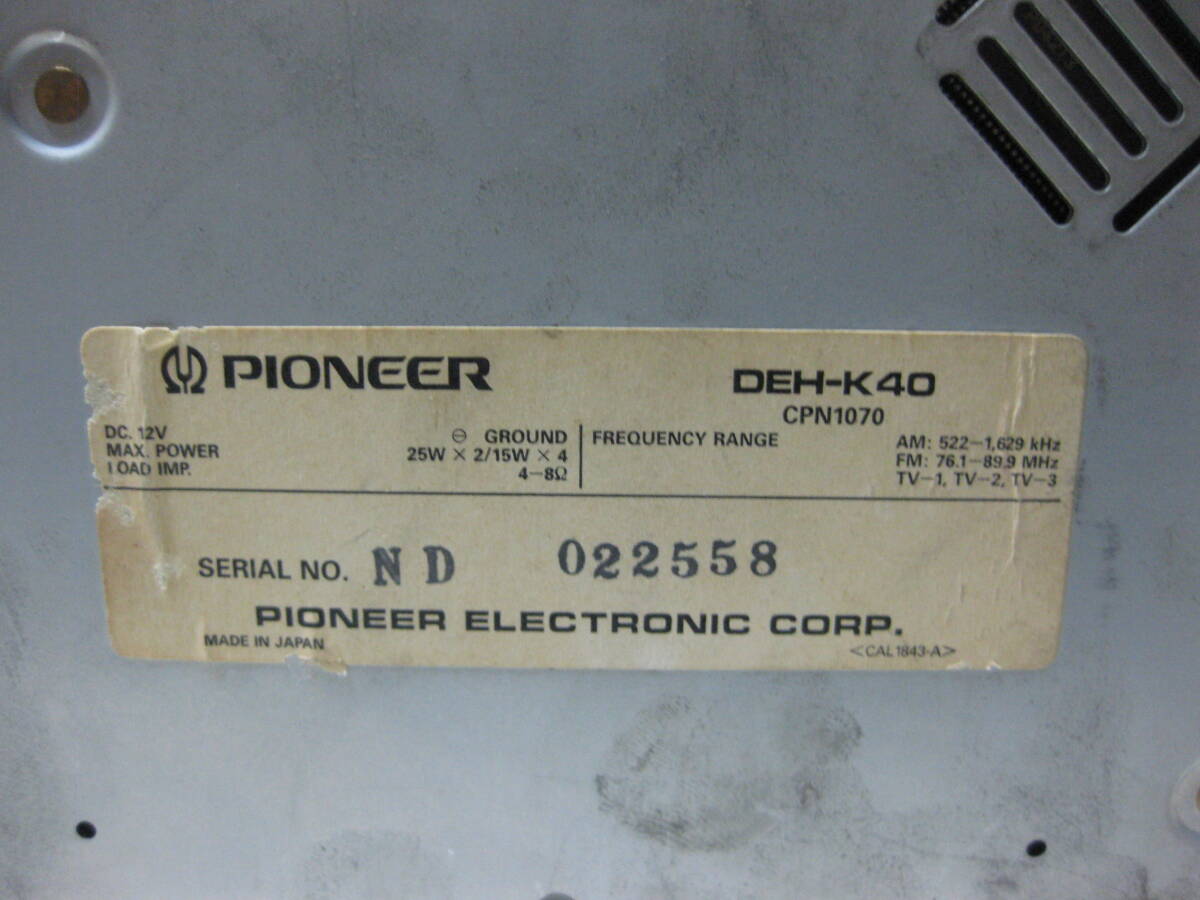 PIONEER
DEH-K40
CPN1070
DC. 12V ⊖ GROUND
MAX. POWER 25W × 2/15W × 4
LOAD IMP. 4–8Ω
FREQUENCY RANGE AM: 522–1,629 kHz
FM: 76.1–89.9 MHz
TV–1, TV–2, TV–3
SERIAL NO. ND 022558
PIONEER ELECTRONIC CORP.
MADE IN JAPAN <CAL1843-A>